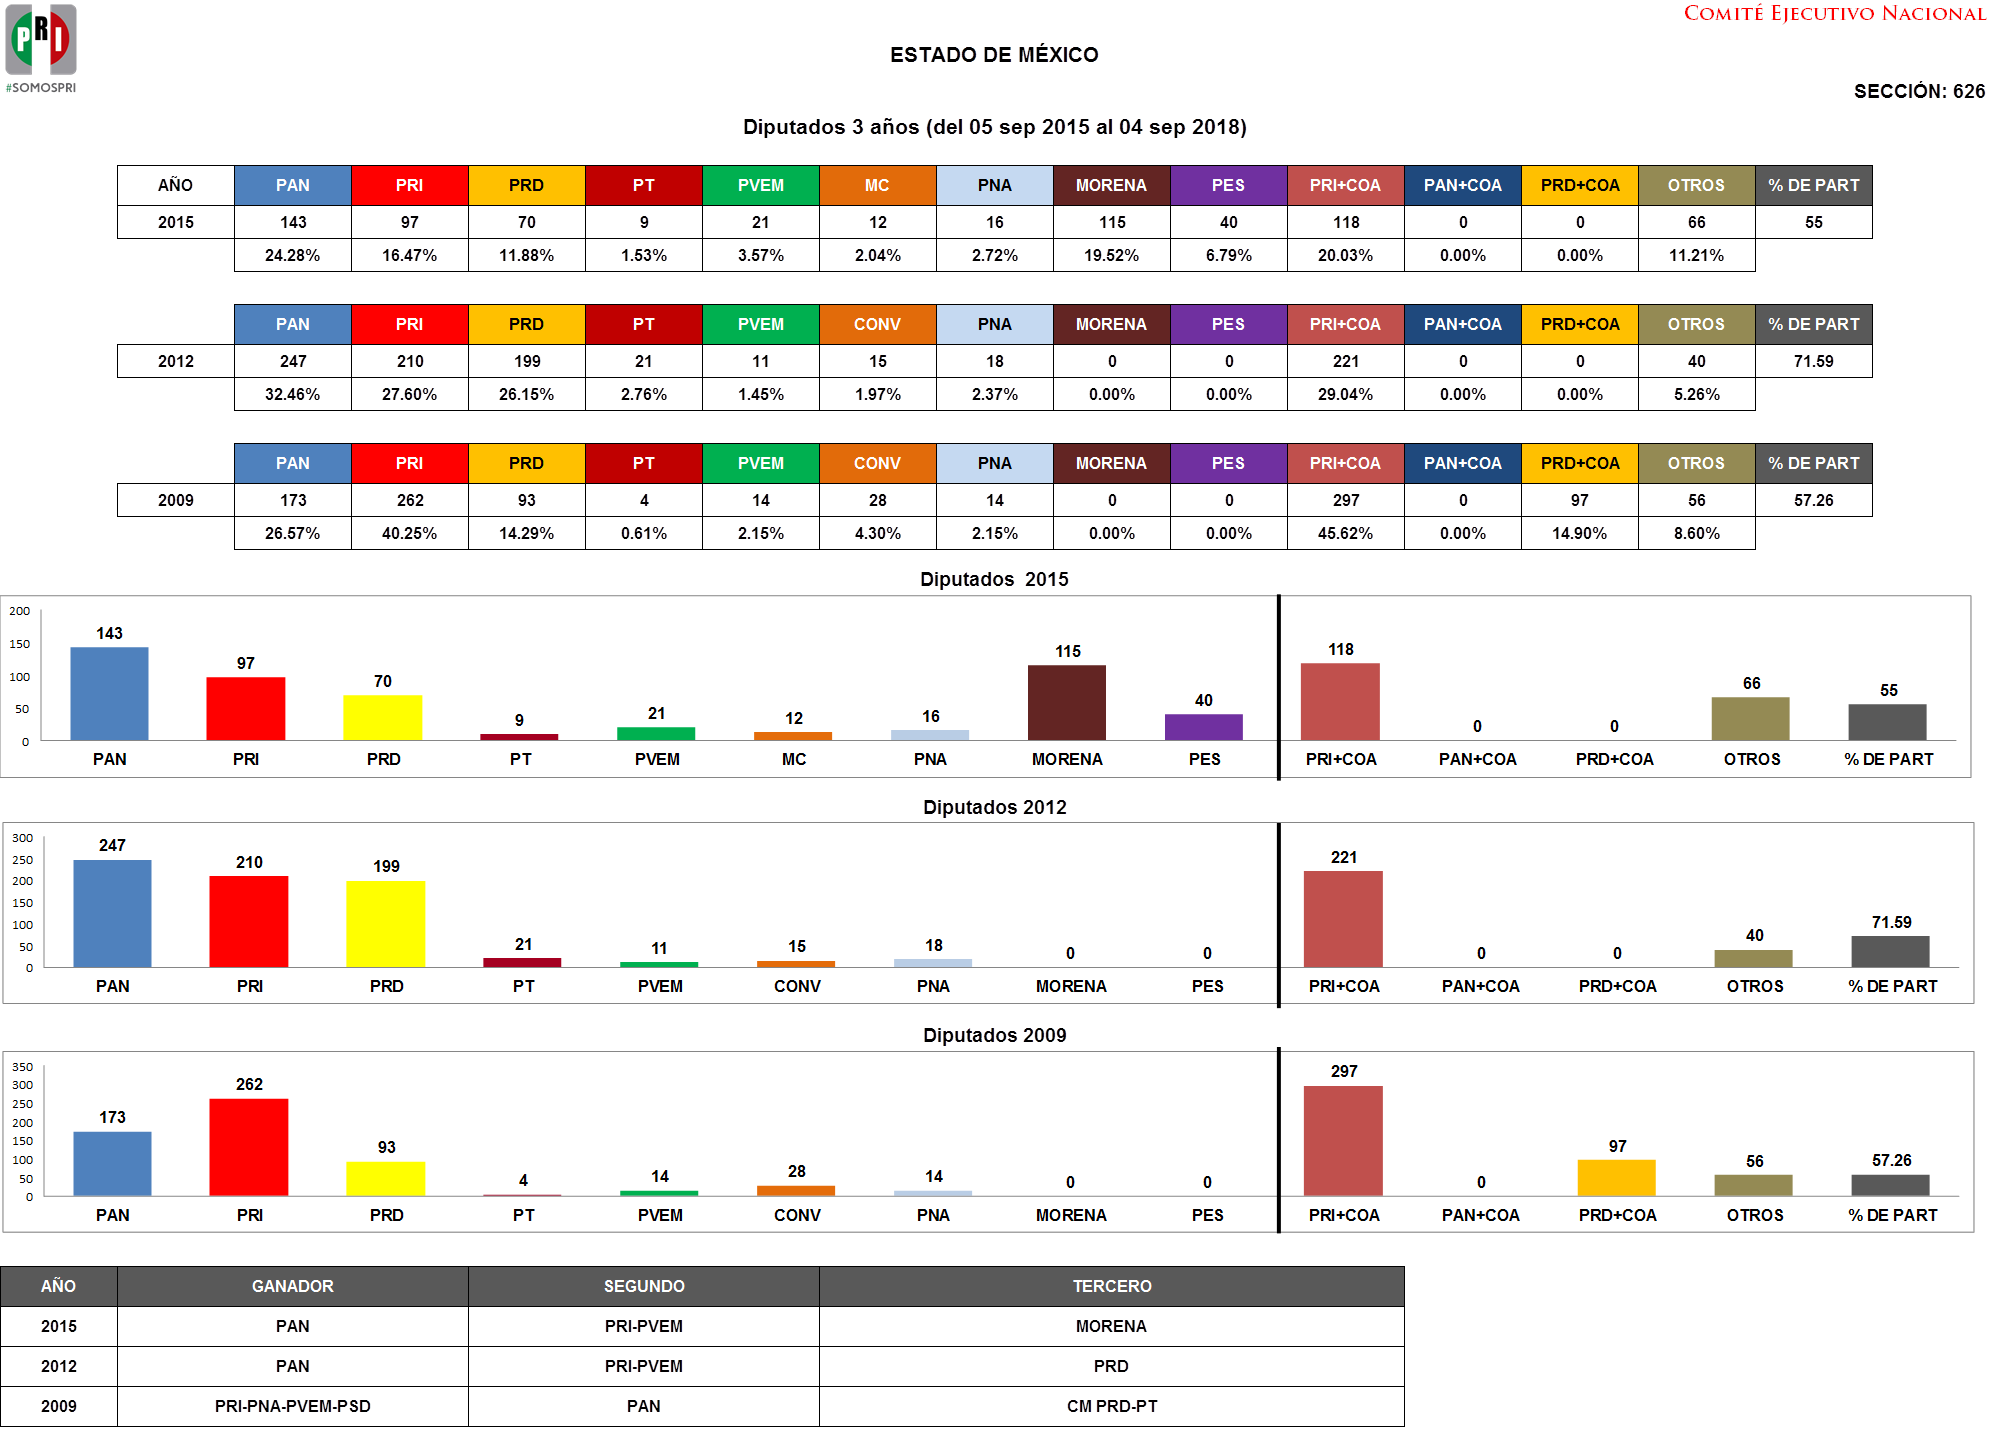 PRI
#SOMOSPRI
COMITÉ EJECUTIVO NACIONAL
ESTADO DE MÉXICO
SECCIÓN: 626
Diputados 3 años (del 05 sep 2015 al 04 sep 2018)
AÑO PAN PRI PRD PT PVEM MC PNA MORENA PES PRI+COA PAN+COA PRD+COA OTROS % DE PART
2015 143 97 70 9 21 12 16 115 40 118 0 0 66 55
24.28% 16.47% 11.88% 1.53% 3.57% 2.04% 2.72% 19.52% 6.79% 20.03% 0.00% 0.00% 11.21%
PAN PRI PRD PT PVEM CONV PNA MORENA PES PRI+COA PAN+COA PRD+COA OTROS % DE PART
2012 247 210 199 21 11 15 18 0 0 221 0 0 40 71.59
32.46% 27.60% 26.15% 2.76% 1.45% 1.97% 2.37% 0.00% 0.00% 29.04% 0.00% 0.00% 5.26%
PAN PRI PRD PT PVEM CONV PNA MORENA PES PRI+COA PAN+COA PRD+COA OTROS % DE PART
2009 173 262 93 4 14 28 14 0 0 297 0 97 56 57.26
26.57% 40.25% 14.29% 0.61% 2.15% 4.30% 2.15% 0.00% 0.00% 45.62% 0.00% 14.90% 8.60%
Diputados 2015
200
150
100
50
0
143 97 70 9 21 12 16 115 40 118 0 0 66 55
PAN PRI PRD PT PVEM MC PNA MORENA PES PRI+COA PAN+COA PRD+COA OTROS % DE PART
Diputados 2012
300
250
200
150
100
50
0
247 210 199 21 11 15 18 0 0 221 0 0 40 71.59
PAN PRI PRD PT PVEM CONV PNA MORENA PES PRI+COA PAN+COA PRD+COA OTROS % DE PART
Diputados 2009
350
300
250
200
150
100
50
0
173 262 93 4 14 28 14 0 0 297 0 97 56 57.26
PAN PRI PRD PT PVEM CONV PNA MORENA PES PRI+COA PAN+COA PRD+COA OTROS % DE PART
AÑO GANADOR SEGUNDO TERCERO
2015 PAN PRI-PVEM MORENA
2012 PAN PRI-PVEM PRD
2009 PRI-PNA-PVEM-PSD PAN CM PRD-PT